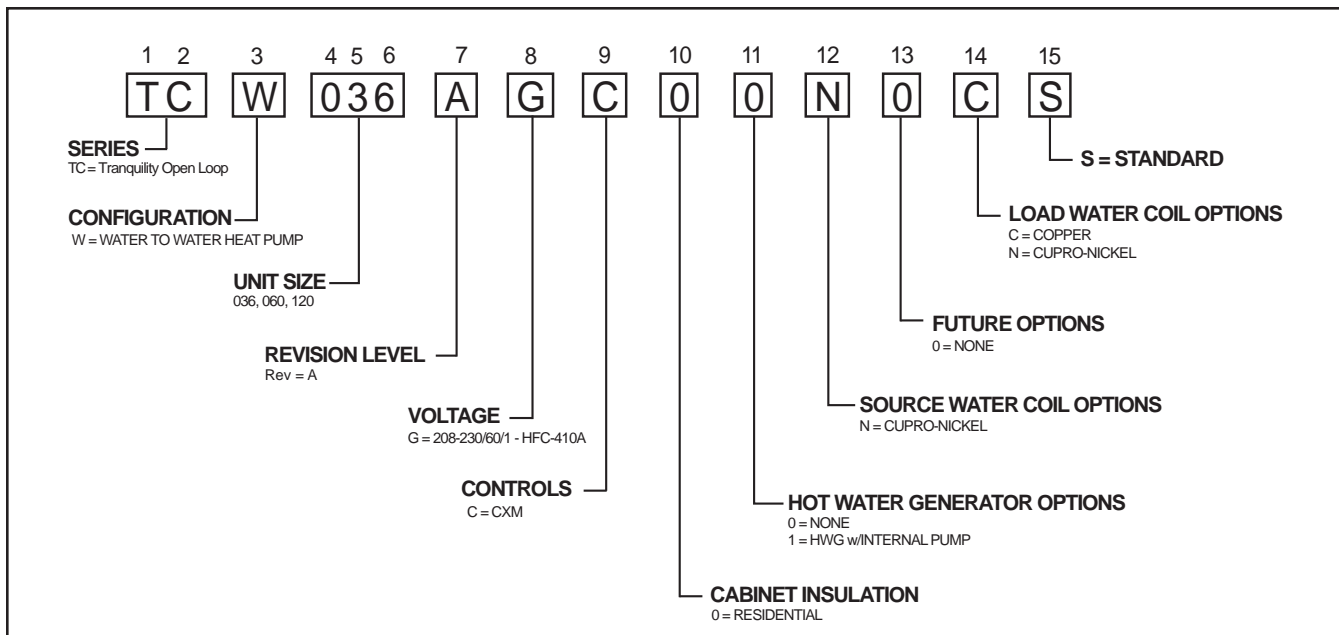 1 2 3 4 5 6 7 8 9 10 11 12 13 14 15
TC W 036 A G C 0 0 N 0 C S
SERIES
TC = Tranquility Open Loop
S = STANDARD
CONFIGURATION
W = WATER TO WATER HEAT PUMP
LOAD WATER COIL OPTIONS
C = COPPER
N = CUPRO-NICKEL
UNIT SIZE
036, 060, 120
FUTURE OPTIONS
0 = NONE
REVISION LEVEL
Rev = A
SOURCE WATER COIL OPTIONS
N = CUPRO-NICKEL
VOLTAGE
G = 208-230/60/1 - HFC-410A
CONTROLS
C = CXM
HOT WATER GENERATOR OPTIONS
0 = NONE
1 = HWG w/INTERNAL PUMP
CABINET INSULATION
0 = RESIDENTIAL